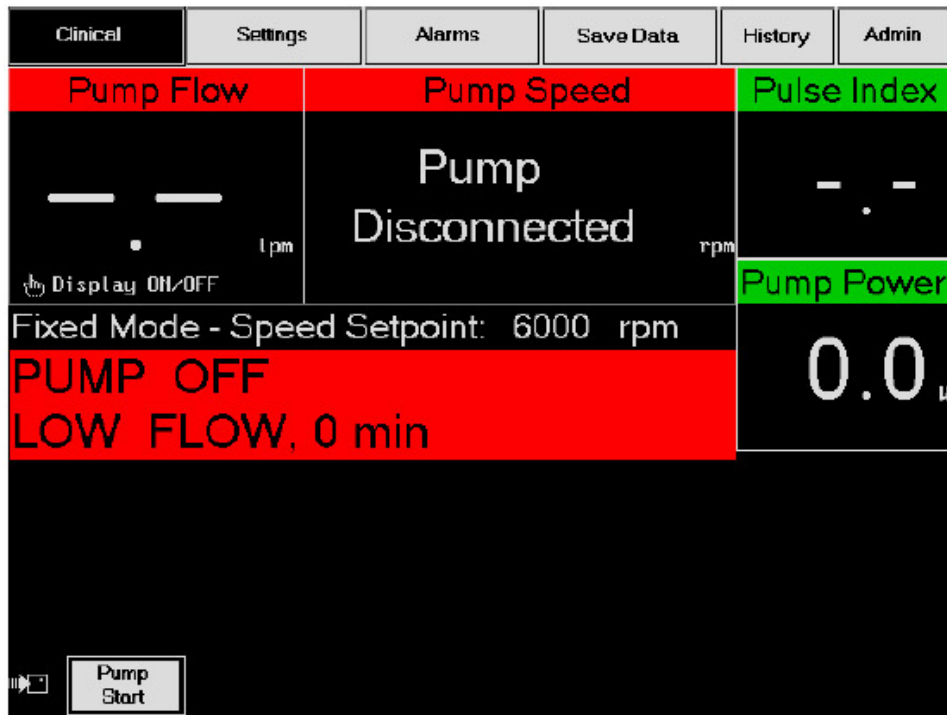 Clinical Settings Alarms Save Data History Admin
Pump Flow Pump Speed Pulse Index
Pump
Disconnected
-- -- . lpm
rpm
- - .
Display ON/OFF
Pump Power
Fixed Mode - Speed Setpoint: 6000 rpm
0.0
PUMP OFF
LOW FLOW, 0 min
Pump
Start